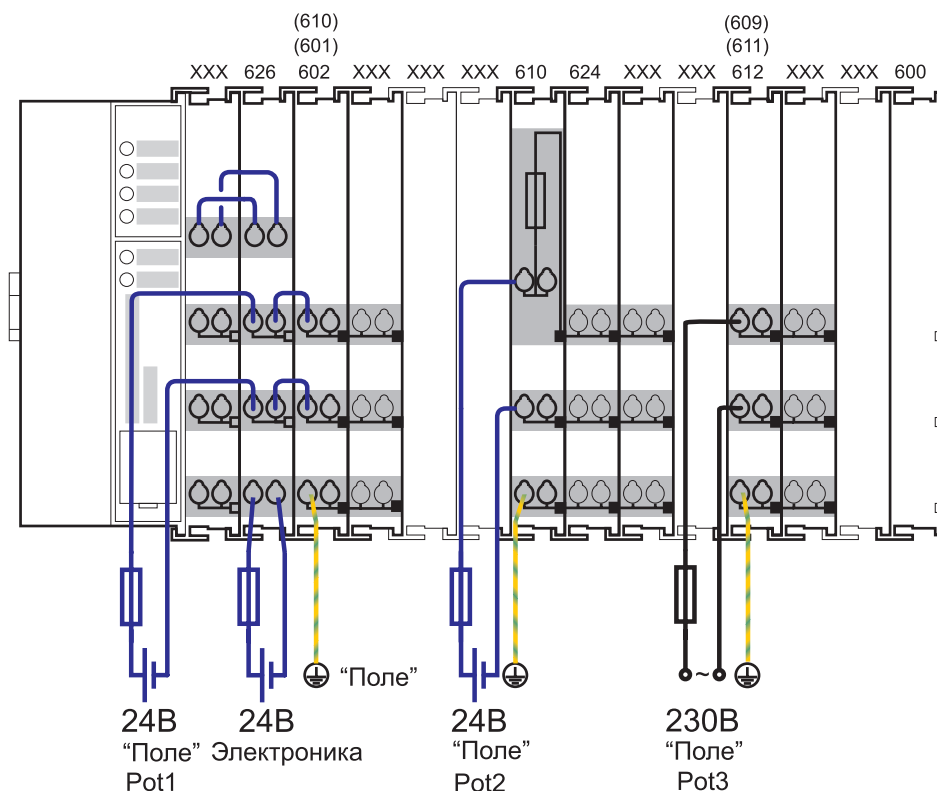 (610)
(601)
(609)
(611)
XXX 626 602 XXX XXX XXX 610 624 XXX XXX 612 XXX XXX 600
~
“Поле”
24В
24В
24В
230В
“Поле”
Электроника
“Поле”
“Поле”
Pot1
Pot2
Pot3